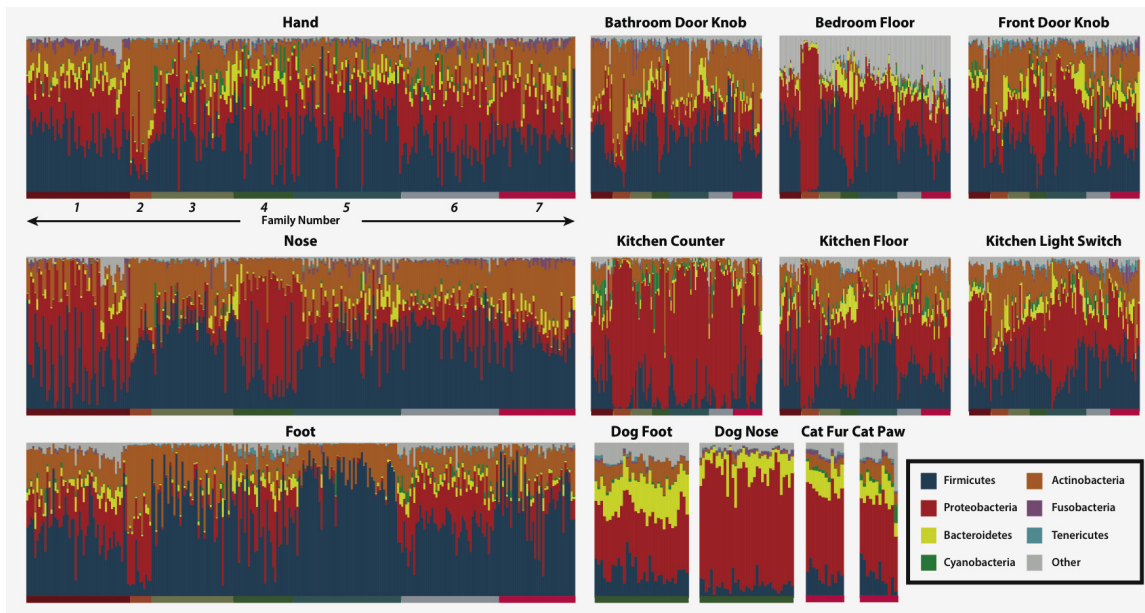 Hand
Bathroom Door Knob
Bedroom Floor
Front Door Knob
1 2 3 4 5 6 7
Family Number
Nose
Kitchen Counter
Kitchen Floor
Kitchen Light Switch
Foot
Dog Foot
Dog Nose
Cat Fur
Cat Paw
Firmicutes
Actinobacteria
Proteobacteria
Fusobacteria
Bacteroidetes
Tenericutes
Cyanobacteria
Other